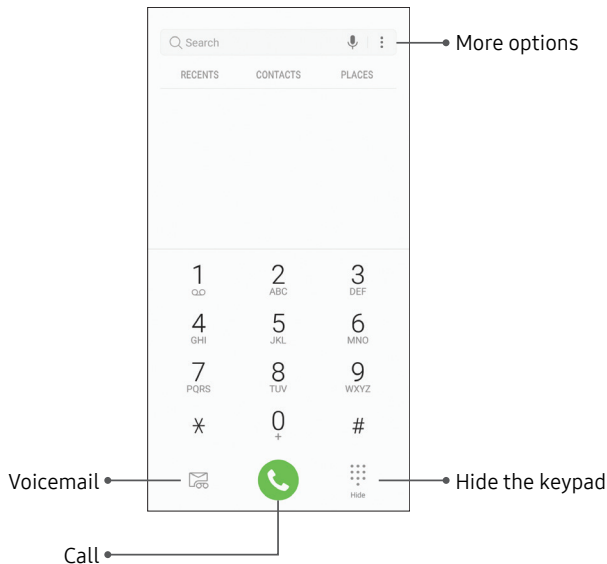 Search
More options
RECENTS CONTACTS PLACES
1 2 3
ABC DEF
4 5 6
GHI JKL MNO
7 8 9
PQRS TUV WXYZ
* 0 #
+
Voicemail
Hide the keypad
Hide
Call